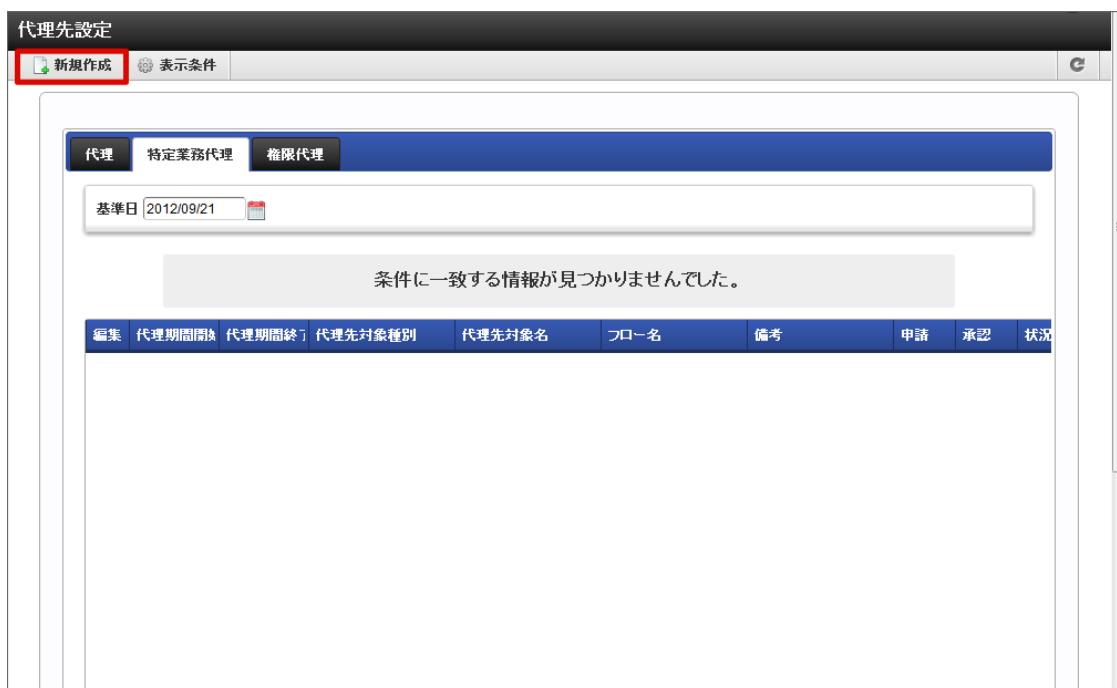 代理先設定
新規作成 表示条件
代理 特定業務代理 権限代理
基準日 2012/09/21
条件に一致する情報が見つかりませんでした。
編集 代理期間開始 代理期間終了 代理先対象種別 代理先対象名 フロー名 備考 申請 承認 状況